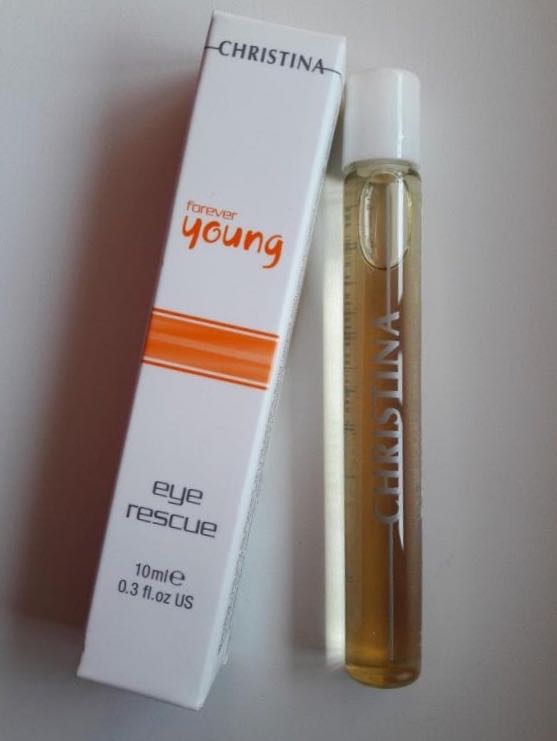 CHRISTINA
forever
young
eye
rescue
10ml℮
0.3 fl.oz US
CHRISTINA